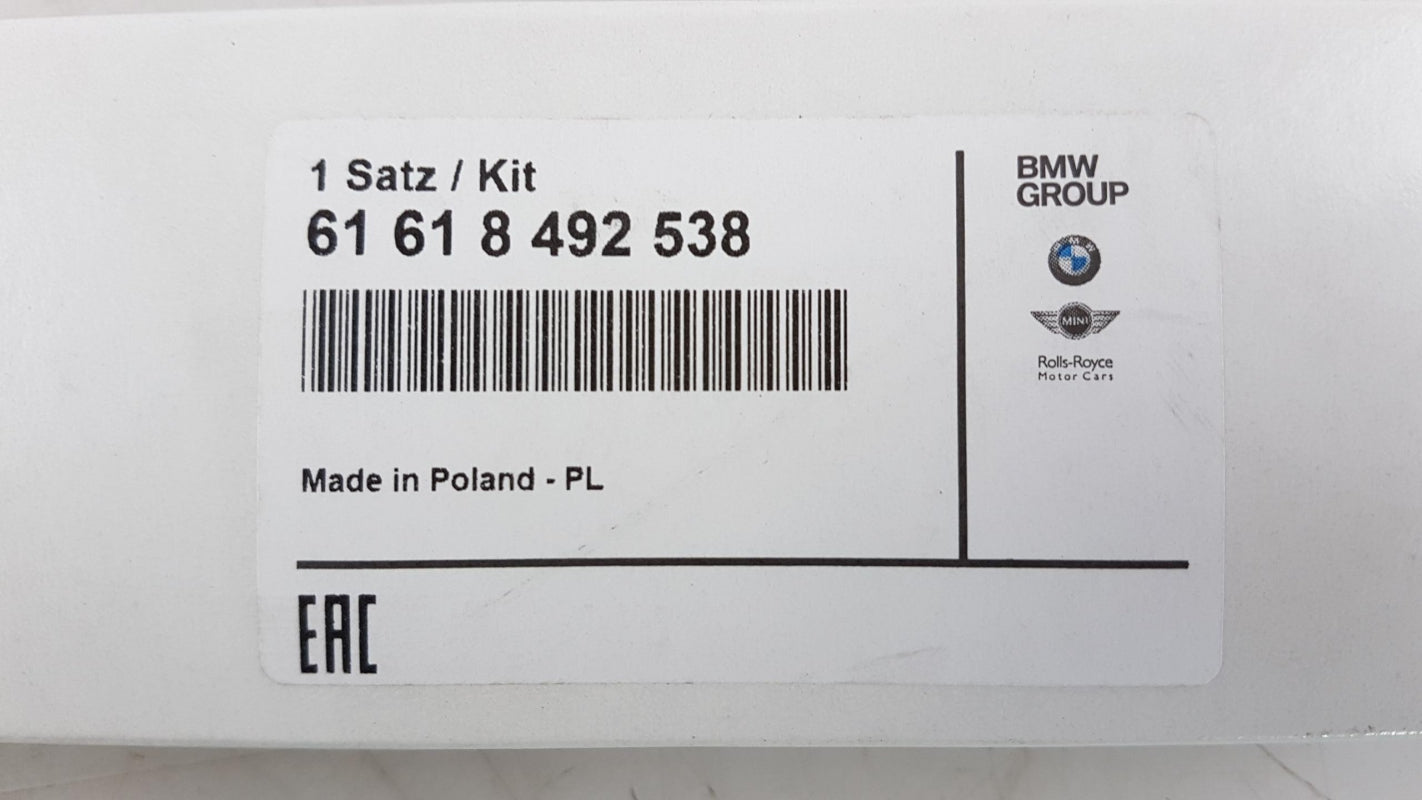 1 Satz / Kit
61 61 8 492 538
Made in Poland - PL
EAC
BMW
GROUP
BMW
MINI
Rolls-Royce
Motor Cars